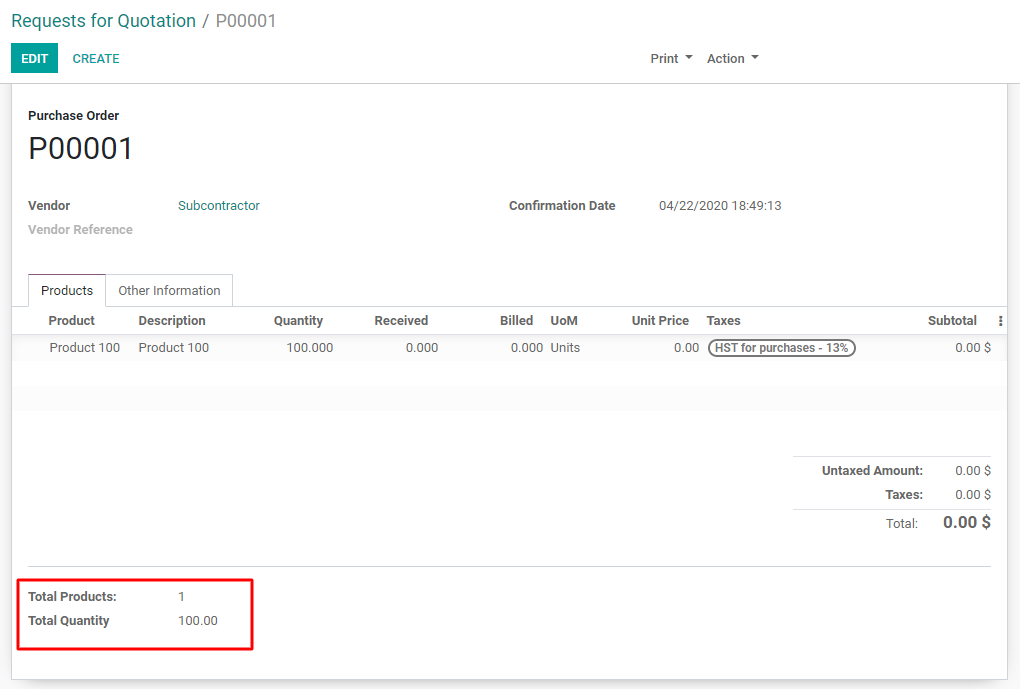 Requests for Quotation / P00001
EDIT CREATE Print Action
Purchase Order
P00001
Vendor Subcontractor Confirmation Date 04/22/2020 18:49:13
Vendor Reference
Products Other Information
Product Description Quantity Received Billed UoM Unit Price Taxes Subtotal
Product 100 Product 100 100.000 0.000 0.000 Units 0.00 HST for purchases - 13% 0.00 $
Untaxed Amount: 0.00 $
Taxes: 0.00 $
Total: 0.00 $
Total Products: 1
Total Quantity 100.00